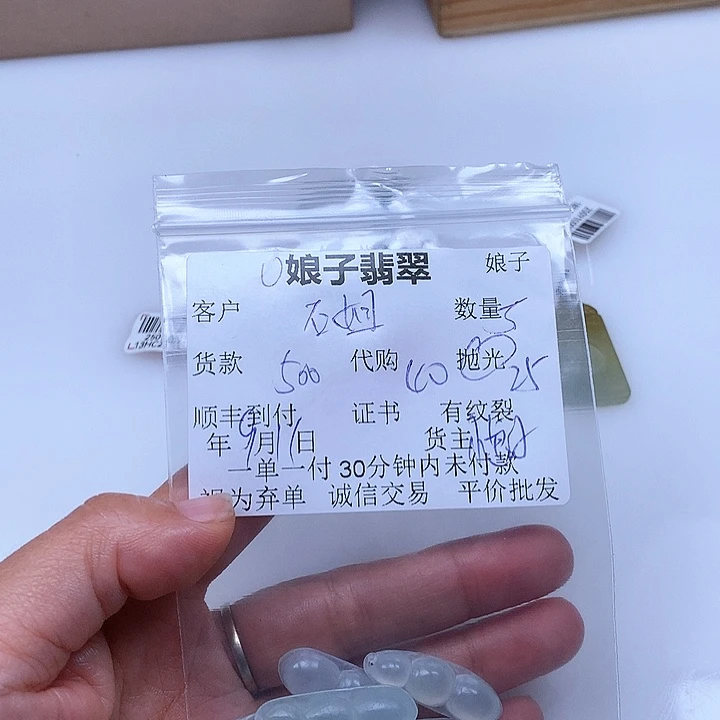 娘子翡翠 娘子
客户 石姐 数量 5
货款 500 代购 40 抛光 25
顺丰到付 证书 有纹裂
年 9月1日 货主
一单一付 30分钟内未付款
视为弃单 诚信交易 平价批发